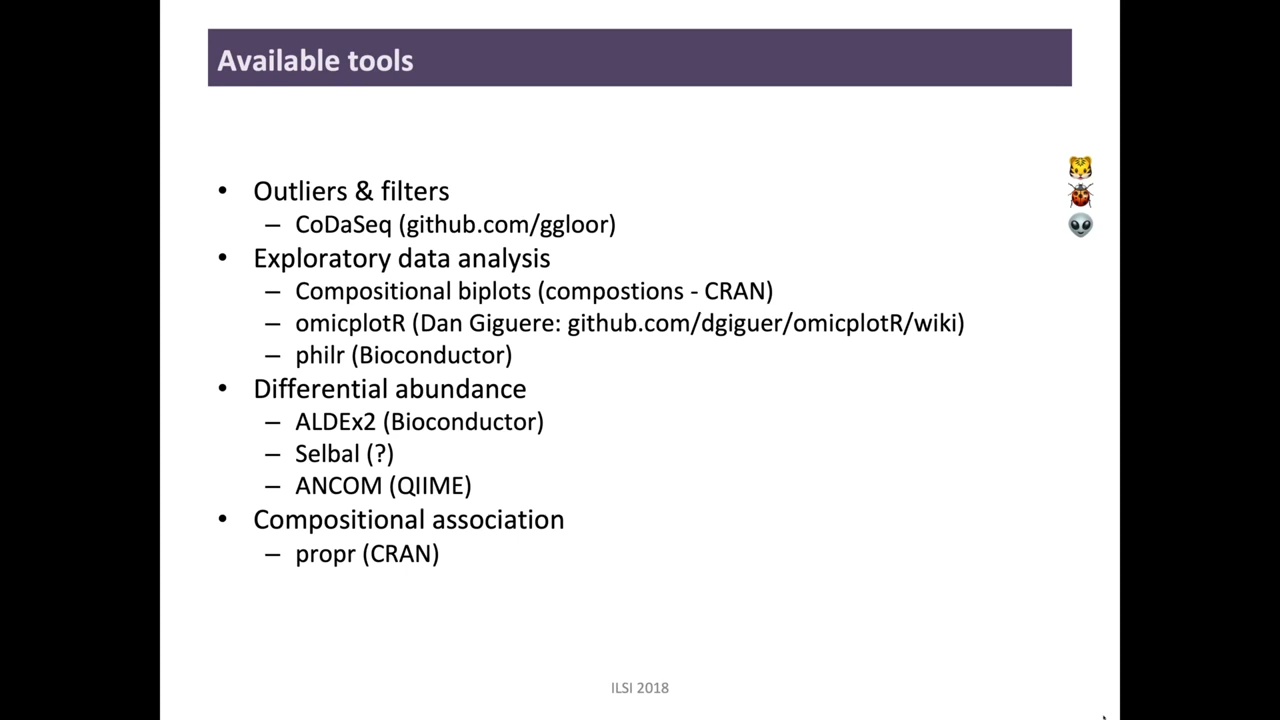 Available tools
• Outliers & filters
– CoDaSeq (github.com/ggloor)
• Exploratory data analysis
– Compositional biplots (compostions - CRAN)
– omicplotR (Dan Giguere: github.com/dgiguer/omicplotR/wiki)
– philr (Bioconductor)
• Differential abundance
– ALDEx2 (Bioconductor)
– Selbal (?)
– ANCOM (QIIME)
• Compositional association
– propr (CRAN)
ILSI 2018